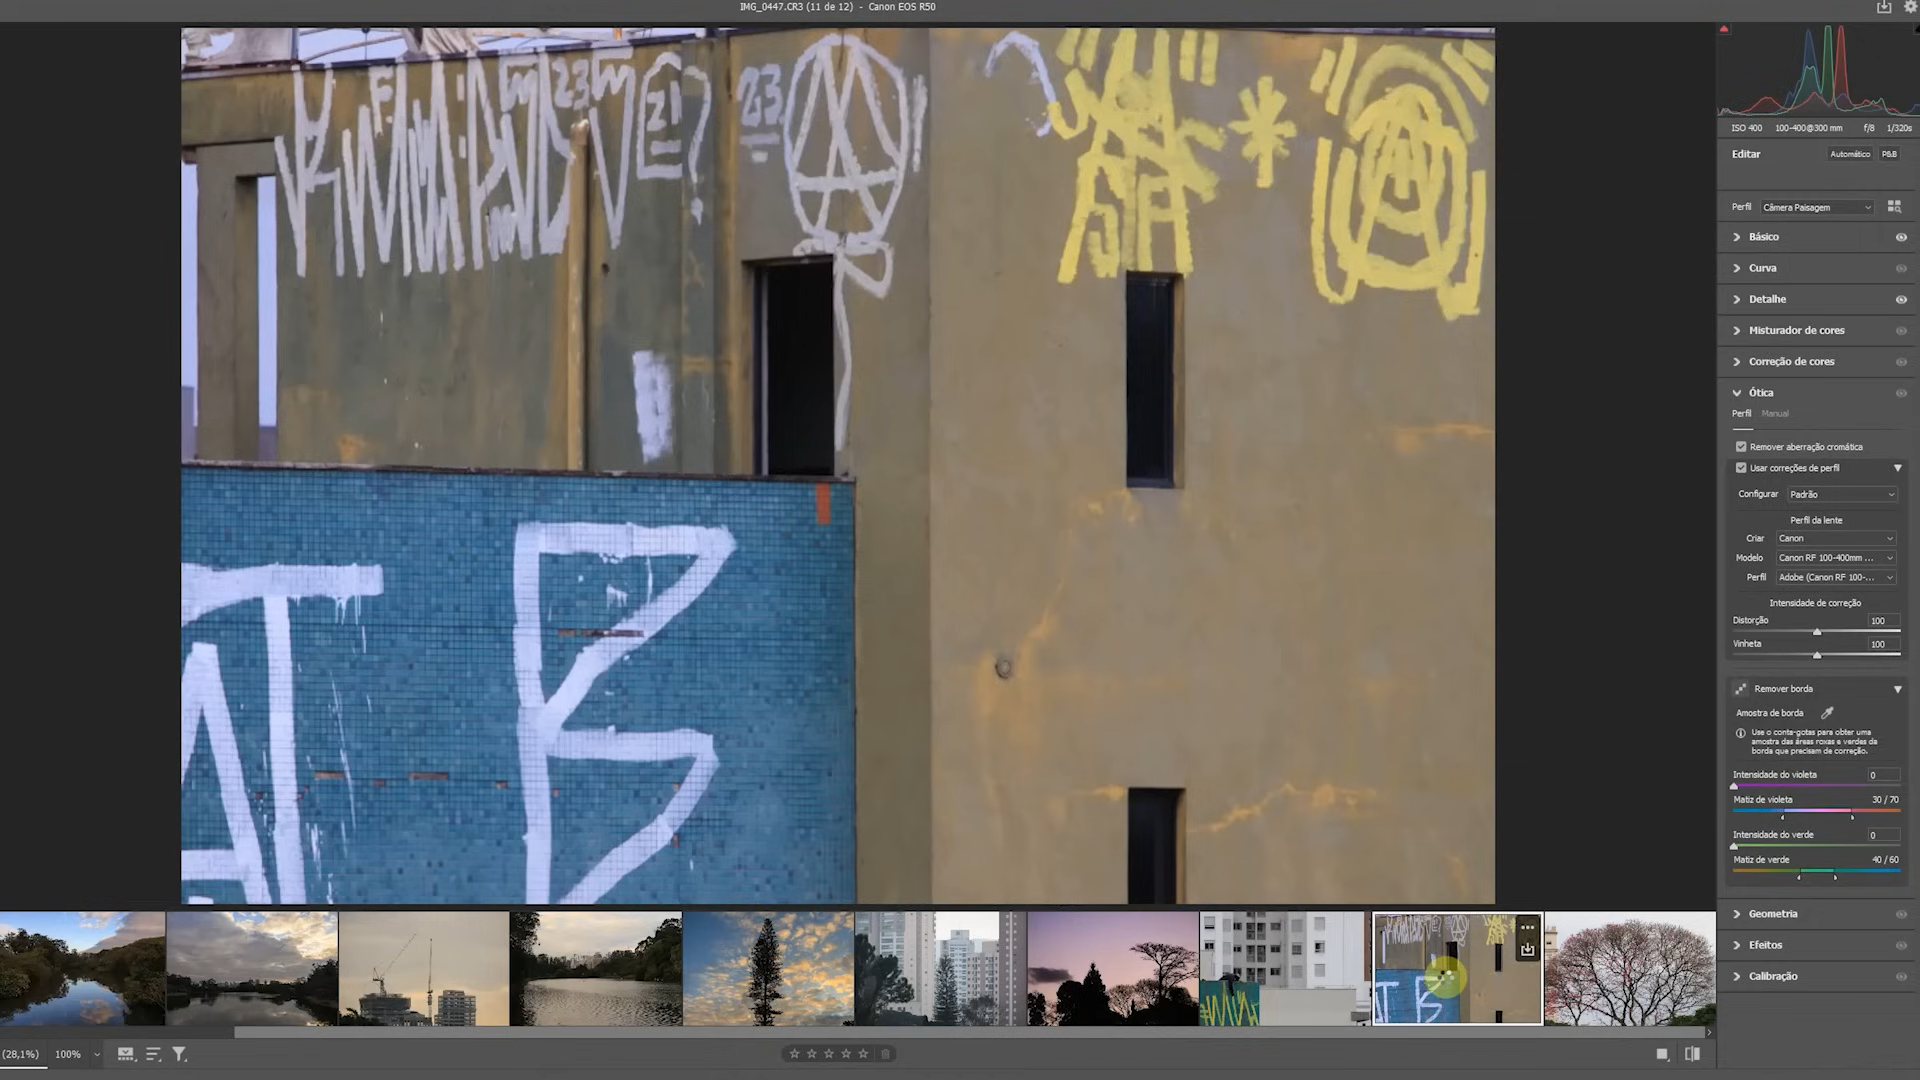 IMG_0447.CR3 (11 de 12) - Canon EOS R50
23
21
?
23
A
B
ISO 400 100-400@300 mm f/8 1/320s
Editar Automático P&B
Perfil Câmera Paisagem
Básico
Curva
Detalhe
Misturador de cores
Correção de cores
Ótica
Perfil Manual
Remover aberração cromática
Usar correções de perfil
Configurar Padrão
Perfil da lente
Criar Canon
Modelo Canon RF 100-400mm ...
Perfil Adobe (Canon RF 100-...
Intensidade de correção
Distorção 100
Vinheta 100
Remover borda
Amostra de borda
Use o conta-gotas para obter uma
amostra das áreas roxas e verdes da
borda que precisam de correção.
Intensidade do violeta 0
Matiz de violeta 30 / 70
Intensidade do verde 0
Matiz de verde 40 / 60
Geometria
Efeitos
Calibração
(28,1%) 100%